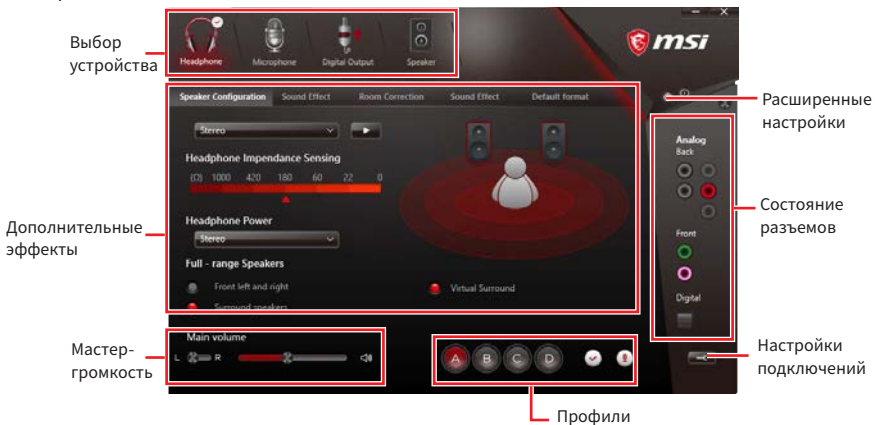 Выбор
устройства
Headphone
Microphone
Digital Output
Speaker
msi
Speaker Configuration
Sound Effect
Room Correction
Sound Effect
Default format
Расширенные
настройки
Stereo
Headphone Impendance Sensing
(Ω) 1000 420 180 60 22 0
Headphone Power
Stereo
Full - range Speakers
Front left and right
Virtual Surround
Surround speakers
Дополнительные
эффекты
Analog
Back
Front
Digital
Состояние
разъемов
Main volume
L R
A B C D
Мастер-
громкость
Настройки
подключений
Профили